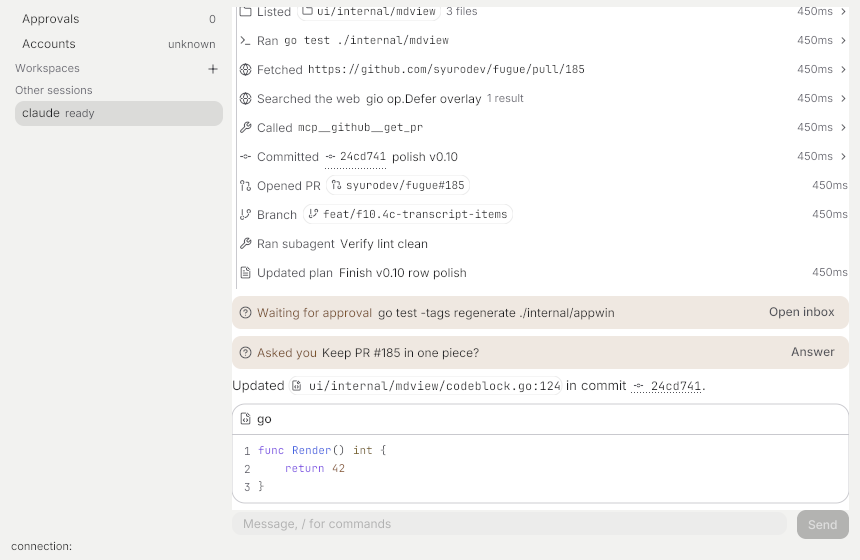 Approvals 0
Accounts unknown
Workspaces +
Other sessions
claude ready
connection:
Listed ui/internal/mdview 3 files 450ms
Ran go test ./internal/mdview 450ms
Fetched https://github.com/syurodev/fugue/pull/185 450ms
Searched the web gio op.Defer overlay 1 result 450ms
Called mcp__github__get_pr 450ms
Committed 24cd741 polish v0.10 450ms
Opened PR syurodev/fugue#185 450ms
Branch feat/f10.4c-transcript-items 450ms
Ran subagent Verify lint clean
Updated plan Finish v0.10 row polish 450ms
Waiting for approval go test -tags regenerate ./internal/appwin Open inbox
Asked you Keep PR #185 in one piece? Answer
Updated ui/internal/mdview/codeblock.go:124 in commit 24cd741.
go
1 func Render() int {
2     return 42
3 }
Message, / for commands Send